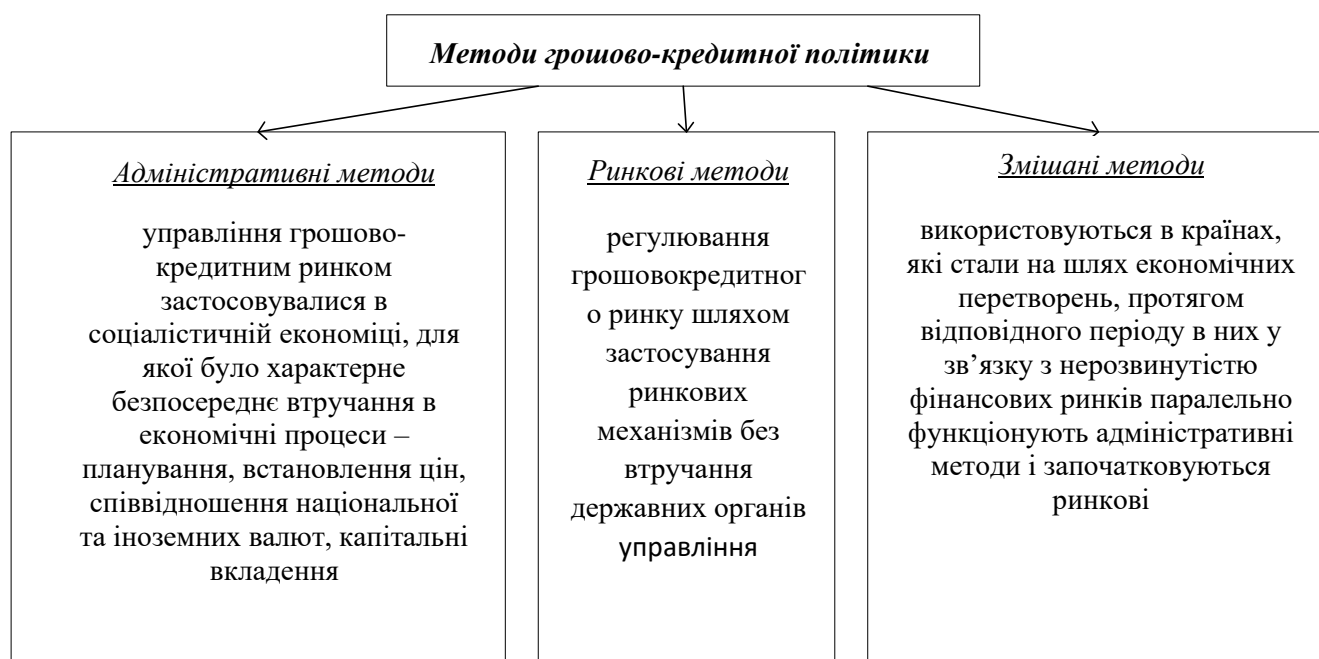 Методи грошово-кредитної політики
Адміністративні методи
управління грошово-
кредитним ринком
застосовувалися в
соціалістичній економіці, для
якої було характерне
безпосереднє втручання в
економічні процеси –
планування, встановлення цін,
співвідношення національної
та іноземних валют, капітальні
вкладення
Ринкові методи
регулювання
грошовокредитног
о ринку шляхом
застосування
ринкових
механізмів без
втручання
державних органів
управління
Змішані методи
використовуються в країнах,
які стали на шлях економічних
перетворень, протягом
відповідного періоду в них у
зв’язку з нерозвинутістю
фінансових ринків паралельно
функціонують адміністративні
методи і започатковуються
ринкові